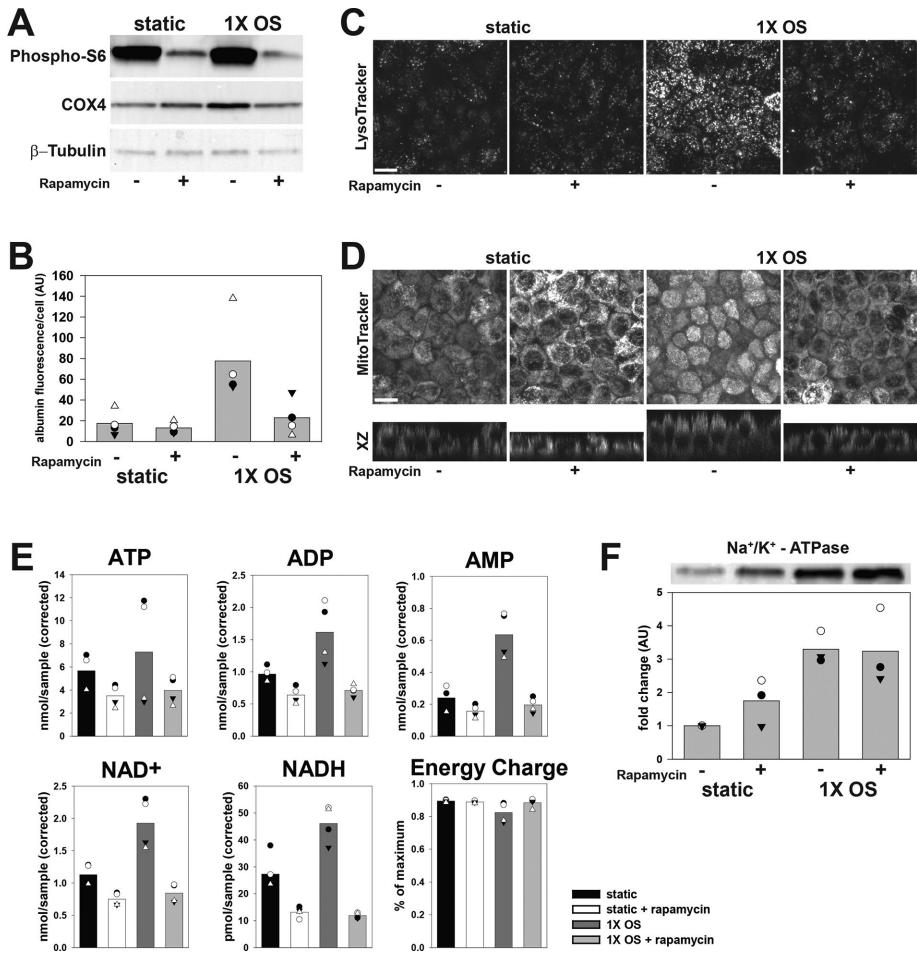 A
static 1X OS
Phospho-S6
COX4
β–Tubulin
Rapamycin - + - +
B
albumin fluorescence/cell (AU)
160
140
120
100
80
60
40
20
0
Rapamycin - + - +
static 1X OS
C
static 1X OS
LysoTracker
Rapamycin - + - +
D
static 1X OS
MitoTracker
XZ
Rapamycin - + - +
E
ATP
nmol/sample (corrected)
14
12
10
8
6
4
2
0
ADP
nmol/sample (corrected)
2.5
2.0
1.5
1.0
0.5
0.0
AMP
nmol/sample (corrected)
1.0
0.8
0.6
0.4
0.2
0.0
NAD+
nmol/sample (corrected)
2.5
2.0
1.5
1.0
0.5
0.0
NADH
pmol/sample (corrected)
60
50
40
30
20
10
0
Energy Charge
% of maximum
1.0
0.8
0.6
0.4
0.2
0.0
static
static + rapamycin
1X OS
1X OS + rapamycin
F
Na⁺/K⁺ - ATPase
fold change (AU)
5
4
3
2
1
0
Rapamycin - + - +
static 1X OS